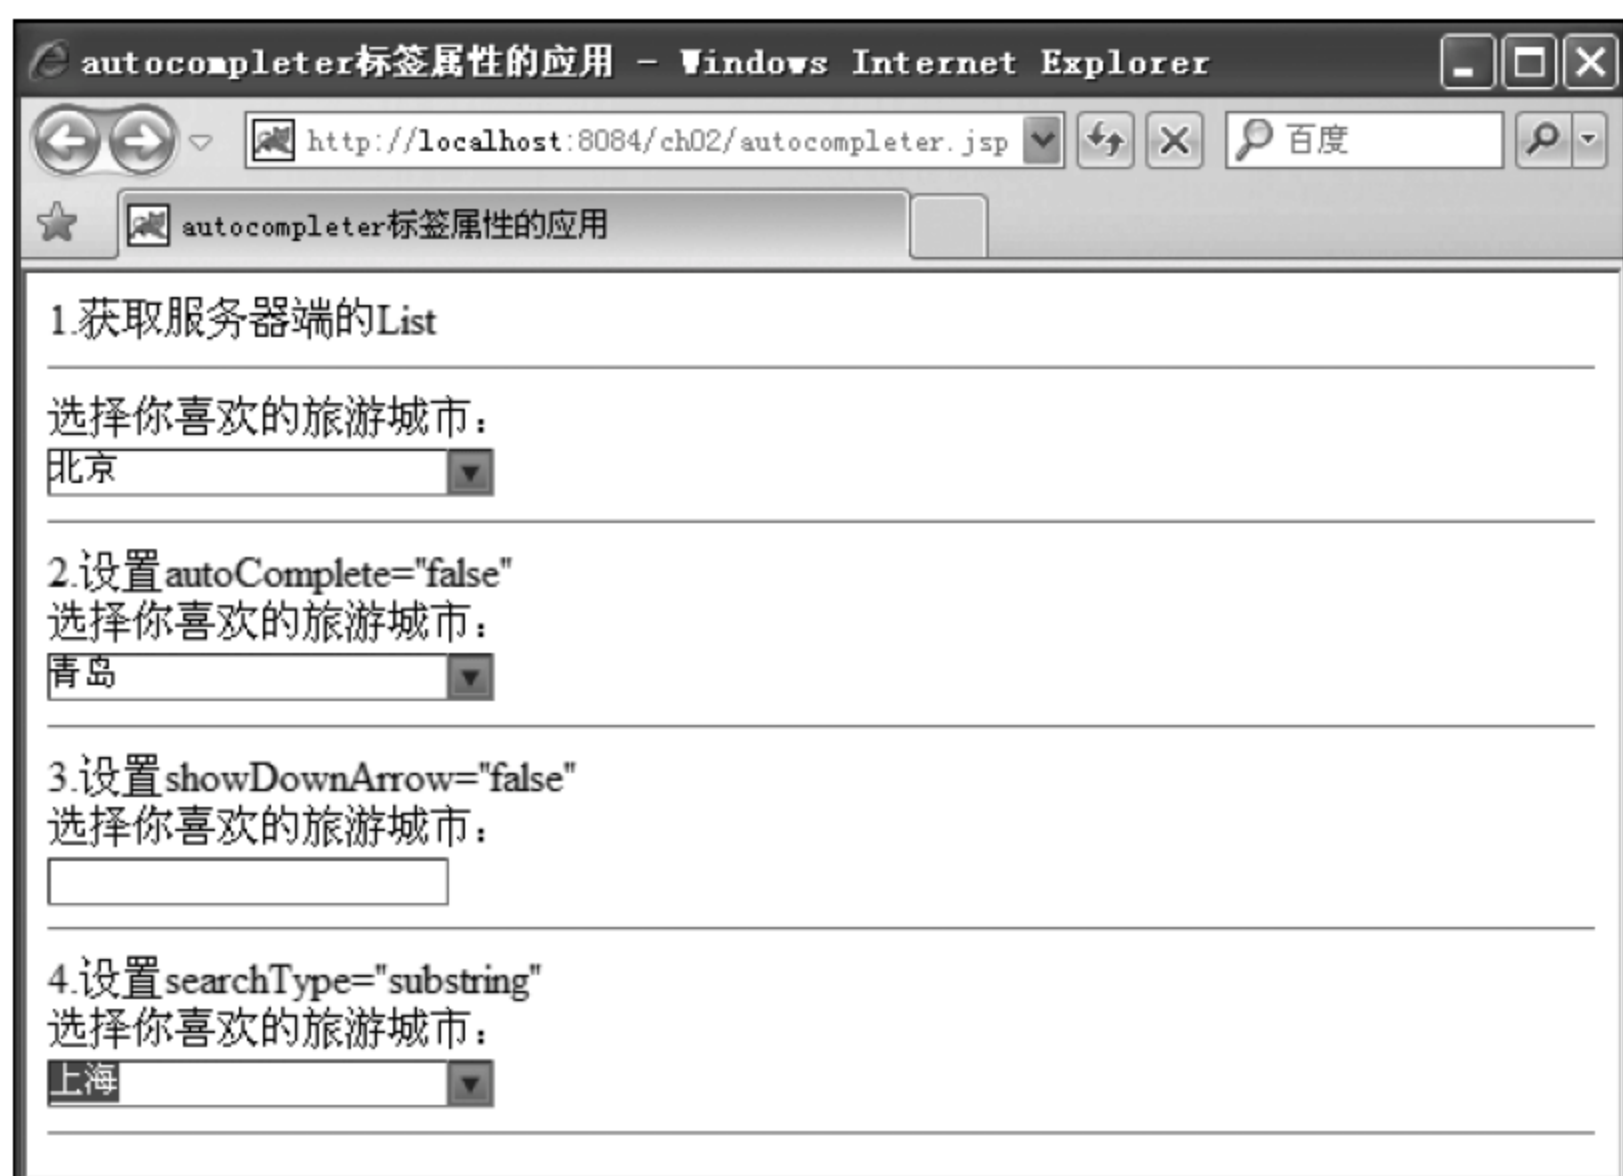 autocompleter标签属性的应用 - Windows Internet Explorer
http://localhost:8084/ch02/autocompleter.jsp 百度
autocompleter标签属性的应用
1.获取服务器端的List
选择你喜欢的旅游城市：
北京
2.设置autoComplete="false"
选择你喜欢的旅游城市：
青岛
3.设置showDownArrow="false"
选择你喜欢的旅游城市：
4.设置searchType="substring"
选择你喜欢的旅游城市：
上海